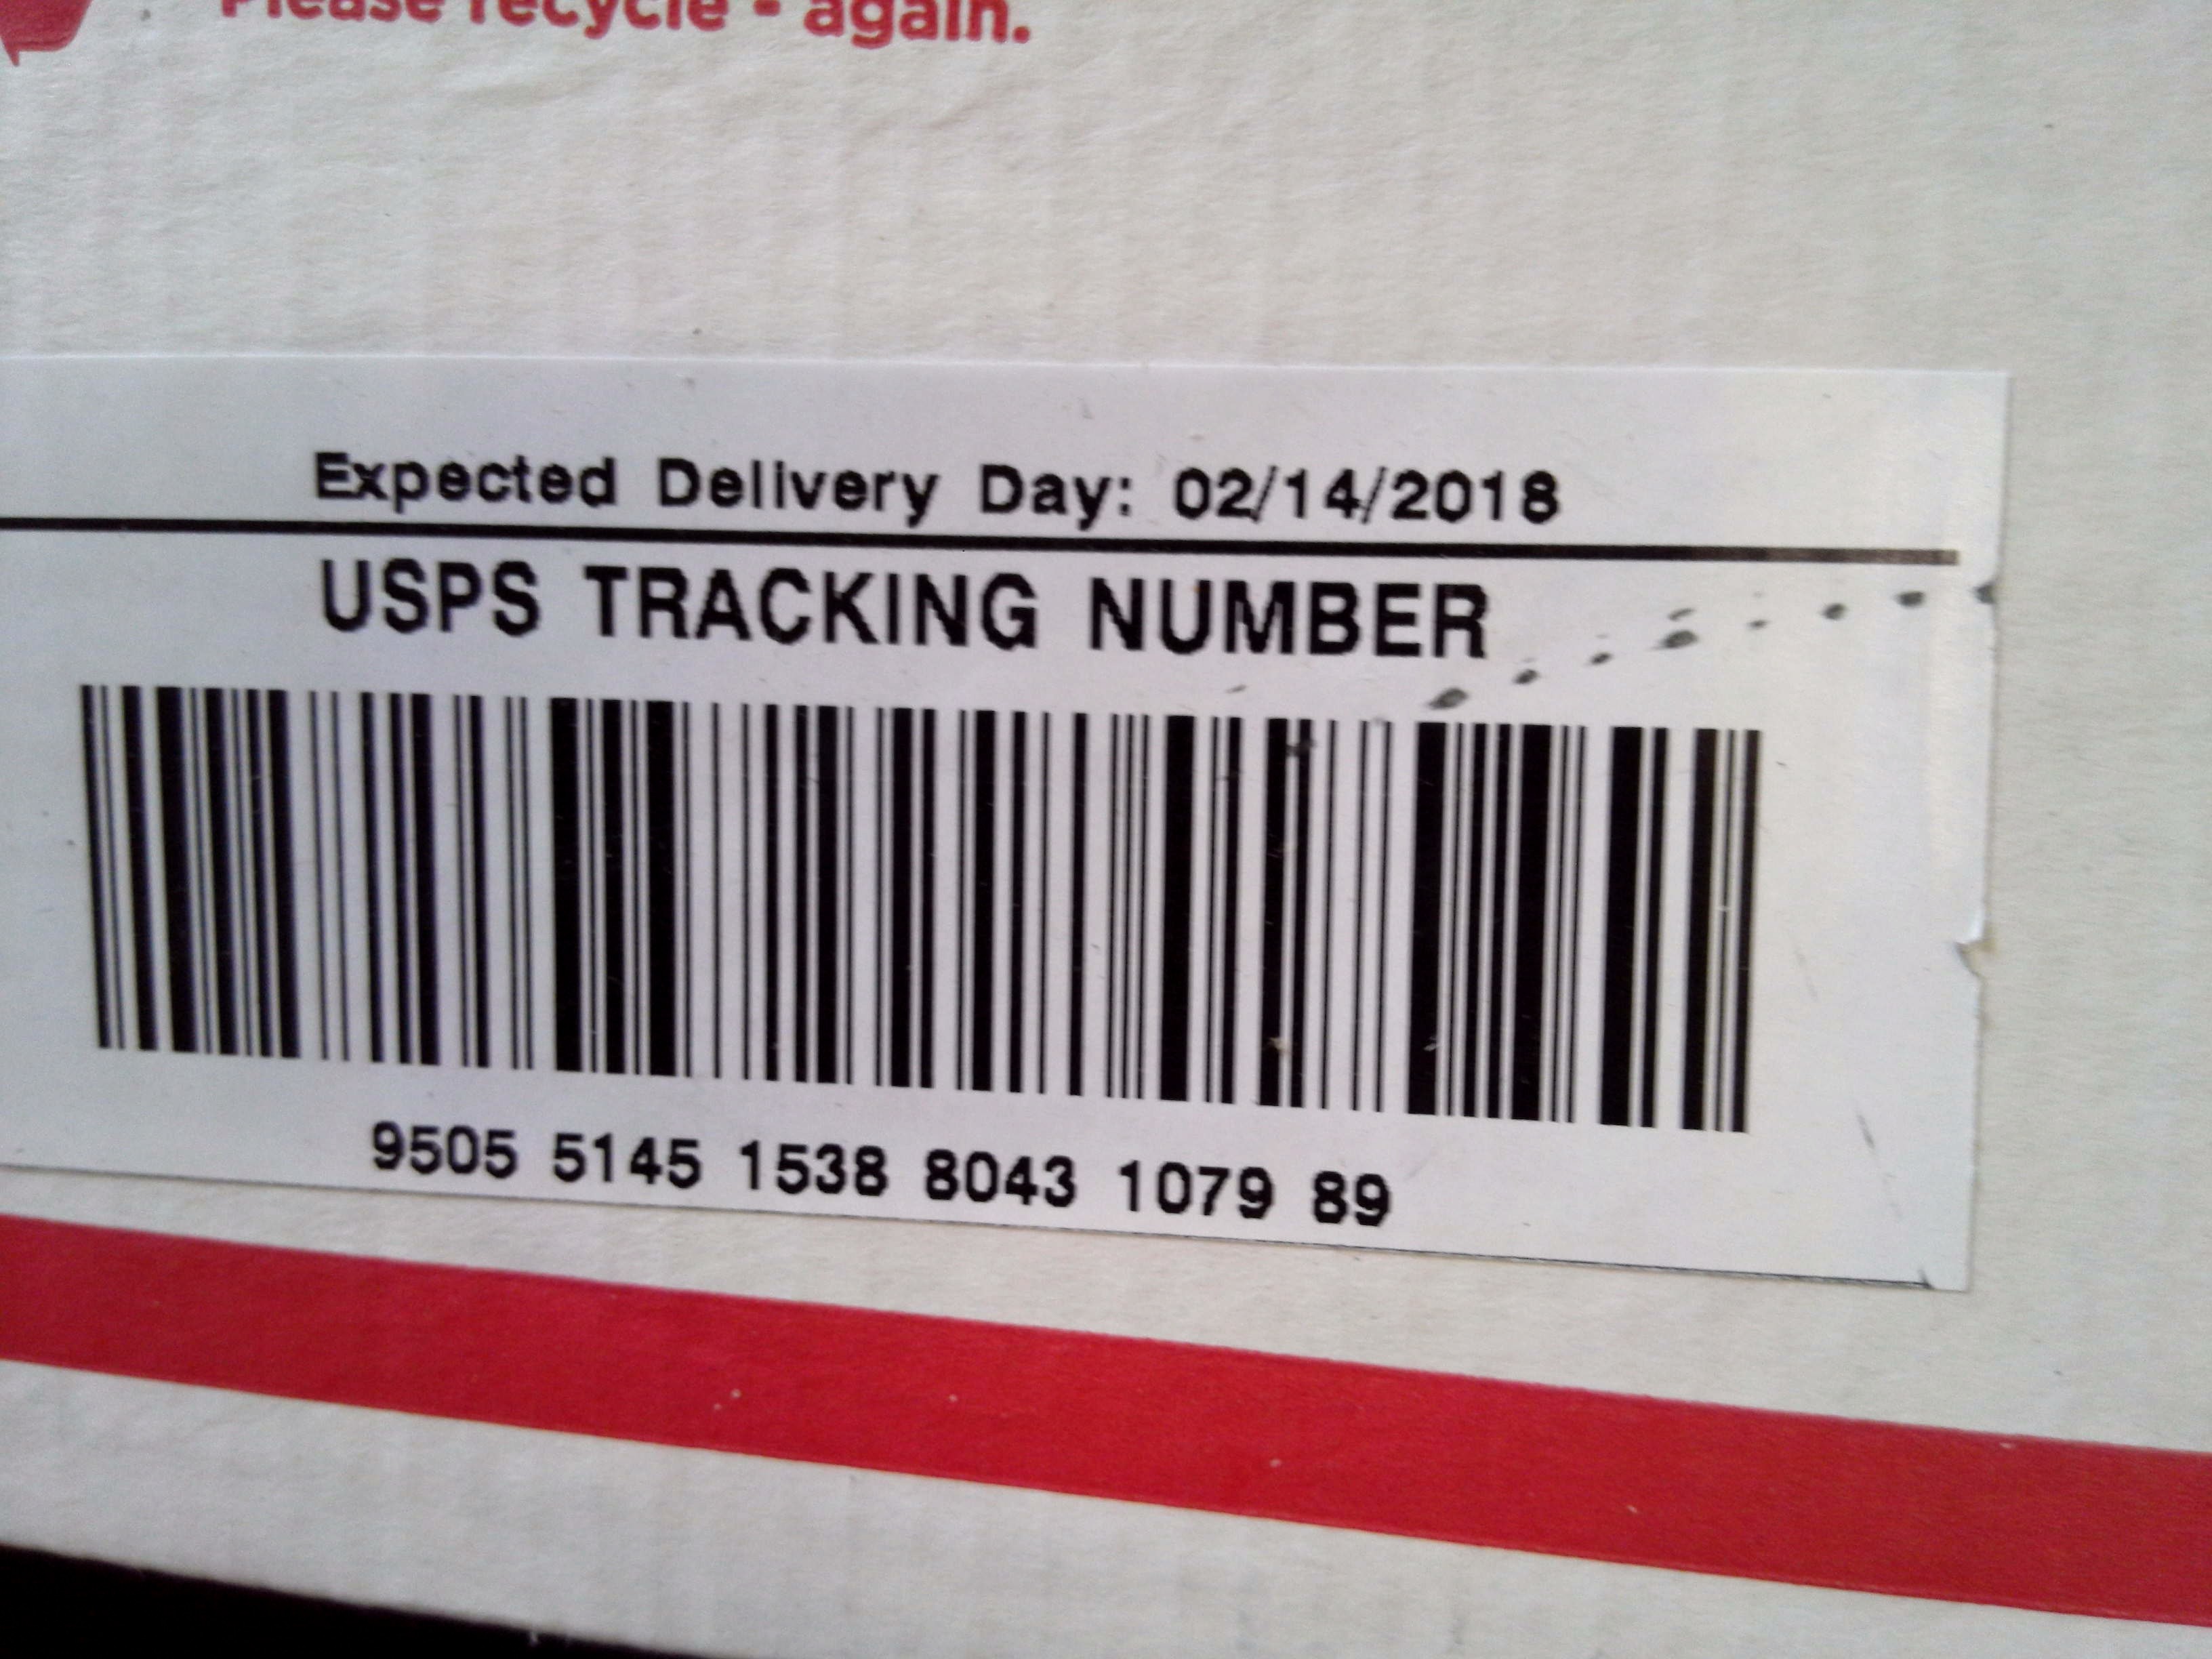 Please recycle - again.
Expected Delivery Day: 02/14/2018
USPS TRACKING NUMBER
9505 5145 1538 8043 1079 89